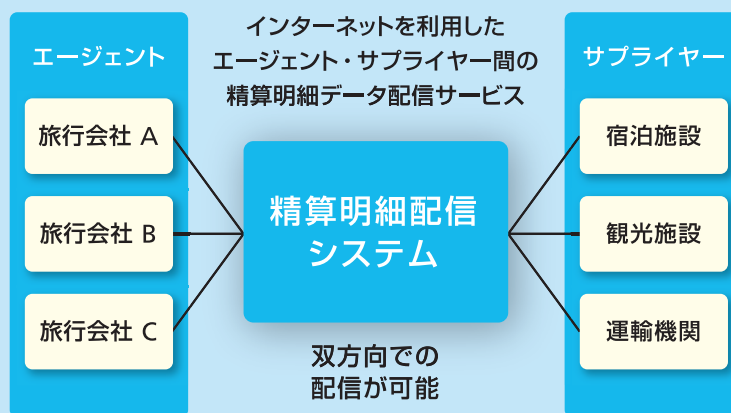 エージェント
旅行会社 A
旅行会社 B
旅行会社 C
インターネットを利用した
エージェント・サプライヤー間の
精算明細データ配信サービス
精算明細配信
システム
双方向での
配信が可能
サプライヤー
宿泊施設
観光施設
運輸機関